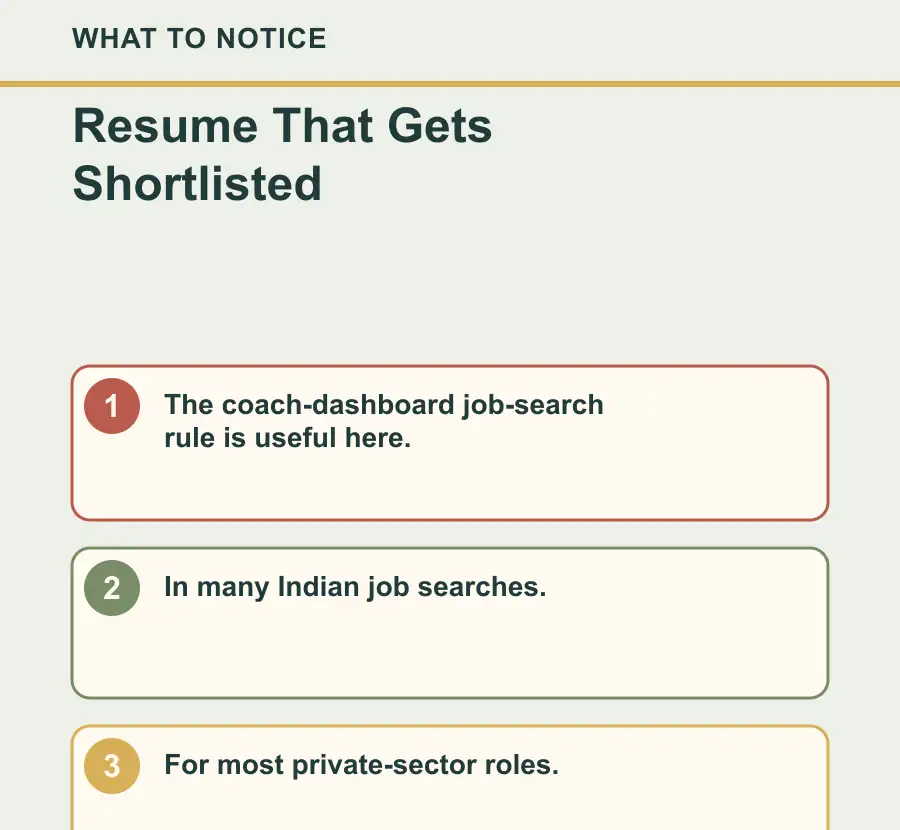 WHAT TO NOTICE
Resume That Gets
Shortlisted
1
The coach-dashboard job-search
rule is useful here.
2
In many Indian job searches.
3
For most private-sector roles.